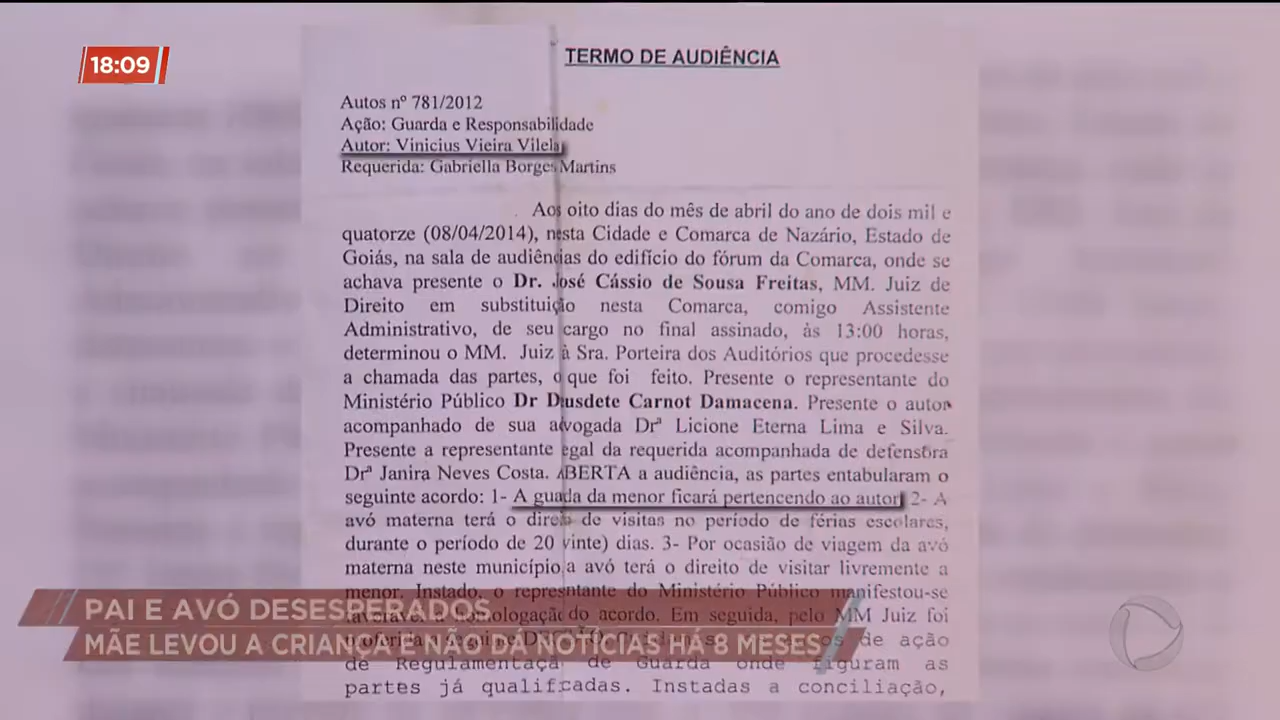 18:09
TERMO DE AUDIÊNCIA
Autos nº 781/2012
Ação: Guarda e Responsabilidade
Autor: Vinicius Vieira Vilela
Requerida: Gabriella Borges Martins
Aos oito dias do mês de abril do ano de dois mil e
quatorze (08/04/2014), nesta Cidade e Comarca de Nazário, Estado de
Goiás, na sala de audiências do edifício do fórum da Comarca, onde se
achava presente o Dr. José Cássio de Sousa Freitas, MM. Juiz de
Direito em substituição nesta Comarca, comigo Assistente
Administrativo, de seu cargo no final assinado, às 13:00 horas,
determinou o MM. Juiz à Sra. Porteira dos Auditórios que procedesse
a chamada das partes, o que foi feito. Presente o representante do
Ministério Público Dr Dusdete Carnot Damacena. Presente o autor
acompanhado de sua advogada Drª Licione Eterna Lima e Silva.
Presente a representante legal da requerida acompanhada de defensora
Drª Janira Neves Costa. ABERTA a audiência, as partes entabularam o
seguinte acordo: 1- A guada da menor ficará pertencendo ao autor 2- A
avó materna terá o direito de visitas no período de férias escolares,
durante o período de 20 vinte) dias. 3- Por ocasião de viagem da avó
materna neste município a avó terá o direito de visitar livremente a
menor. Instado, o representante do Ministério Público manifestou-se
homologação do acordo. Em seguida, pelo MM Juiz foi
de ação
de Regulamentação de Guarda onde figuram as
partes já qualificadas. Instadas a conciliação,
PAI E AVÓ DESESPERADOS
MÃE LEVOU A CRIANÇA E NÃO DÁ NOTÍCIAS HÁ 8 MESES